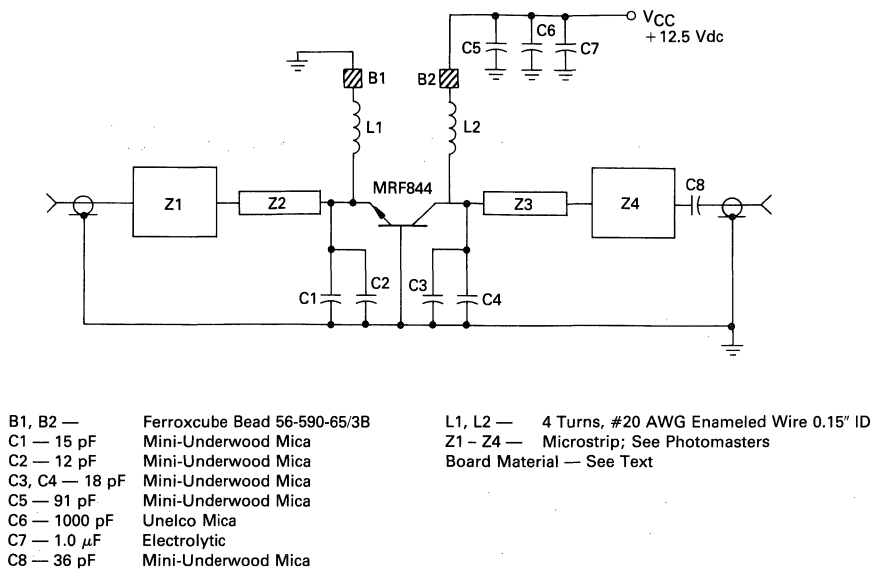 VCC
+12.5 Vdc
C5
C6
C7
B1
B2
L1
L2
MRF844
Z1
Z2
Z3
Z4
C8
C1
C2
C3
C4
B1, B2 — Ferroxcube Bead 56-590-65/3B
C1 — 15 pF Mini-Underwood Mica
C2 — 12 pF Mini-Underwood Mica
C3, C4 — 18 pF Mini-Underwood Mica
C5 — 91 pF Mini-Underwood Mica
C6 — 1000 pF Unelco Mica
C7 — 1.0 μF Electrolytic
C8 — 36 pF Mini-Underwood Mica
L1, L2 — 4 Turns, #20 AWG Enameled Wire 0.15″ ID
Z1 – Z4 — Microstrip; See Photomasters
Board Material — See Text